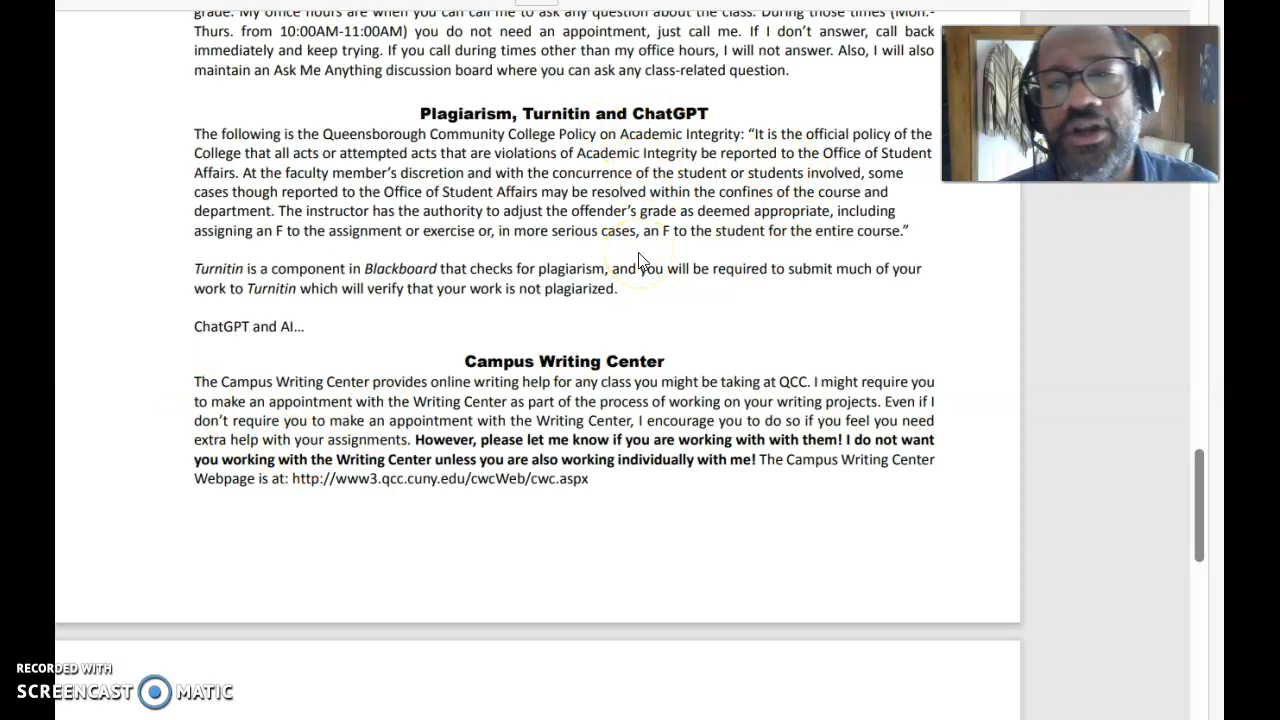 grade. My office hours are when you can call me to ask any question about the class. During those times (Mon.-
Thurs. from 10:00AM-11:00AM) you do not need an appointment, just call me. If I don’t answer, call back
immediately and keep trying. If you call during times other than my office hours, I will not answer. Also, I will also
maintain an Ask Me Anything discussion board where you can ask any class-related question.
Plagiarism, Turnitin and ChatGPT
The following is the Queensborough Community College Policy on Academic Integrity: “It is the official policy of the
College that all acts or attempted acts that are violations of Academic Integrity be reported to the Office of Student
Affairs. At the faculty member’s discretion and with the concurrence of the student or students involved, some
cases though reported to the Office of Student Affairs may be resolved within the confines of the course and
department. The instructor has the authority to adjust the offender’s grade as deemed appropriate, including
assigning an F to the assignment or exercise or, in more serious cases, an F to the student for the entire course.”
Turnitin is a component in Blackboard that checks for plagiarism, and you will be required to submit much of your
work to Turnitin which will verify that your work is not plagiarized.
ChatGPT and AI…
Campus Writing Center
The Campus Writing Center provides online writing help for any class you might be taking at QCC. I might require you
to make an appointment with the Writing Center as part of the process of working on your writing projects. Even if I
don’t require you to make an appointment with the Writing Center, I encourage you to do so if you feel you need
extra help with your assignments. However, please let me know if you are working with with them! I do not want
you working with the Writing Center unless you are also working individually with me! The Campus Writing Center
Webpage is at: http://www3.qcc.cuny.edu/cwcWeb/cwc.aspx
RECORDED WITH
SCREENCAST MATIC